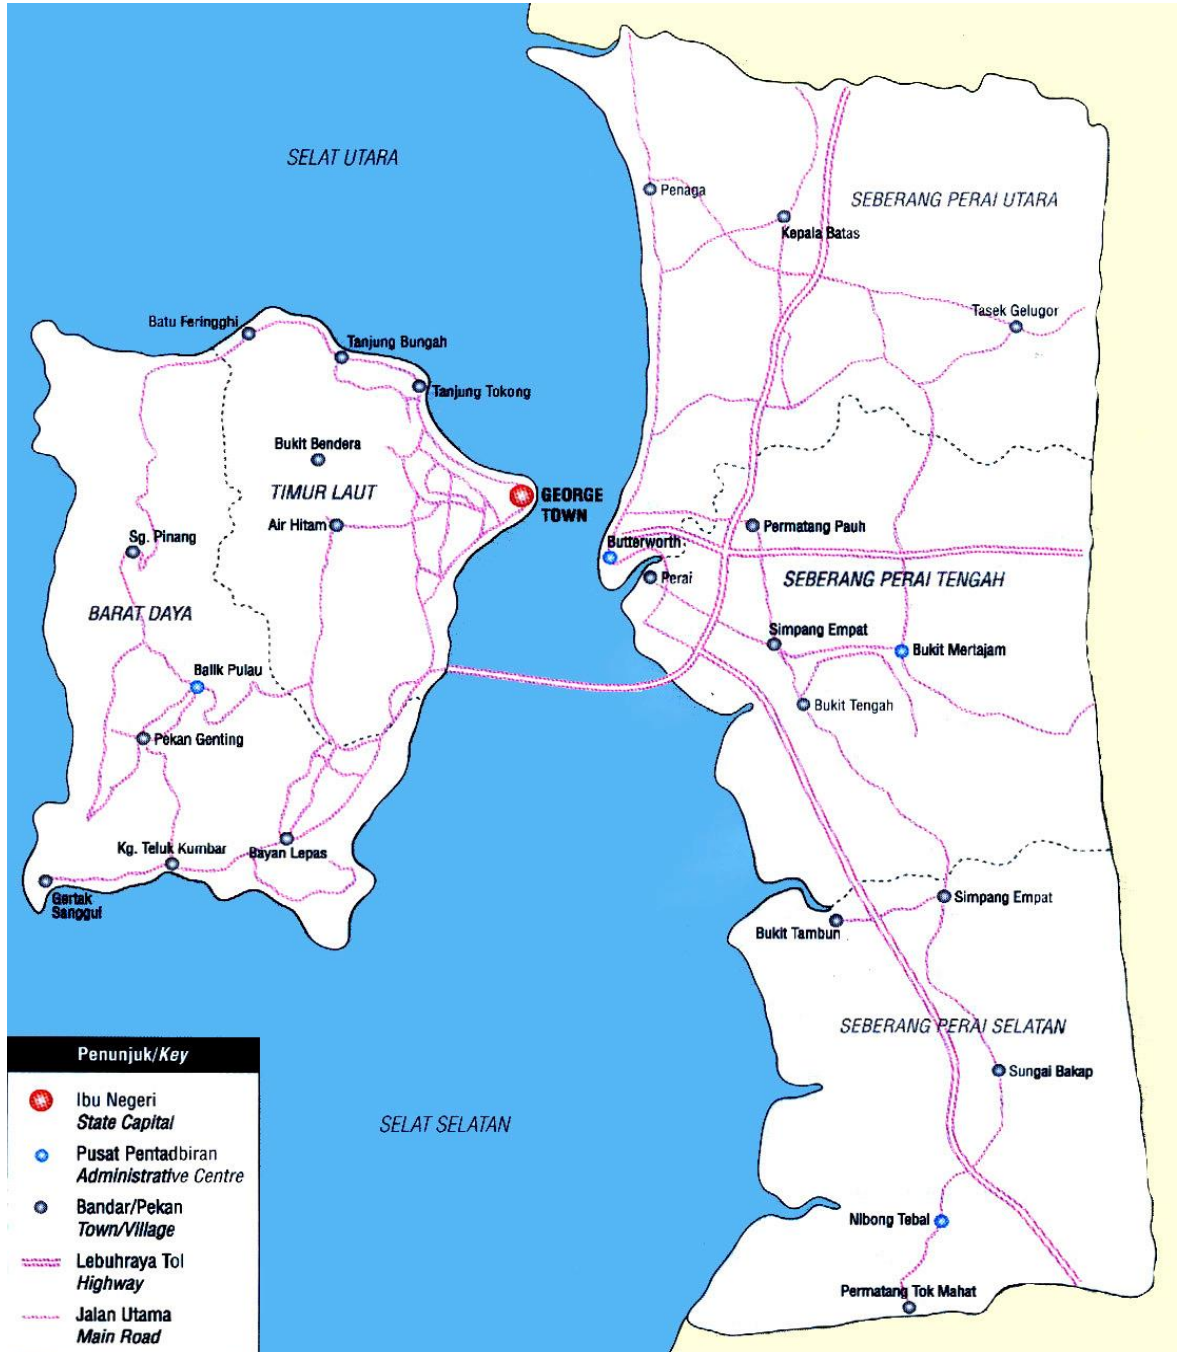 SELAT UTARA
Penaga
SEBERANG PERAI UTARA
Kepala Batas
Tasek Gelugor
Batu Feringghi
Tanjung Bungah
Tanjung Tokong
Bukit Bendera
TIMUR LAUT
GEORGE
TOWN
Air Hitam
Permatang Pauh
Sg. Pinang
Butterworth
Perai
SEBERANG PERAI TENGAH
BARAT DAYA
Simpang Empat
Bukit Mertajam
Balik Pulau
Bukit Tengah
Pekan Genting
Kg. Teluk Kumbar
Bayan Lepas
Gertak
Sanggul
Simpang Empat
Bukit Tambun
SEBERANG PERAI SELATAN
Sungai Bakap
SELAT SELATAN
Nibong Tebal
Permatang Tok Mahat
Penunjuk/Key
Ibu Negeri
State Capital
Pusat Pentadbiran
Administrative Centre
Bandar/Pekan
Town/Village
Lebuhraya Tol
Highway
Jalan Utama
Main Road